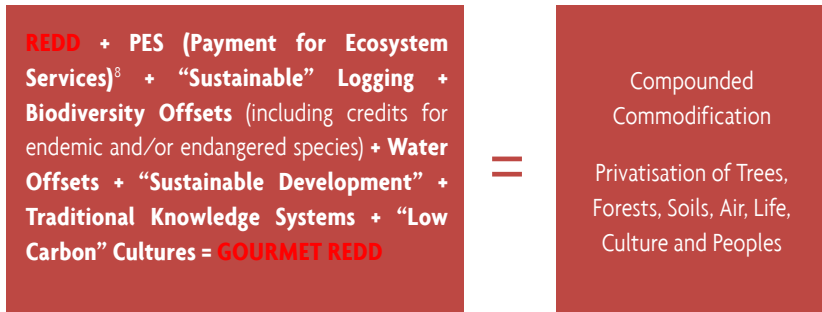 REDD + PES (Payment for Ecosystem
Services)8 + “Sustainable” Logging +
Biodiversity Offsets (including credits for
endemic and/or endangered species) + Water
Offsets + “Sustainable Development” +
Traditional Knowledge Systems + “Low
Carbon” Cultures = GOURMET REDD
=
Compounded
Commodification
Privatisation of Trees,
Forests, Soils, Air, Life,
Culture and Peoples